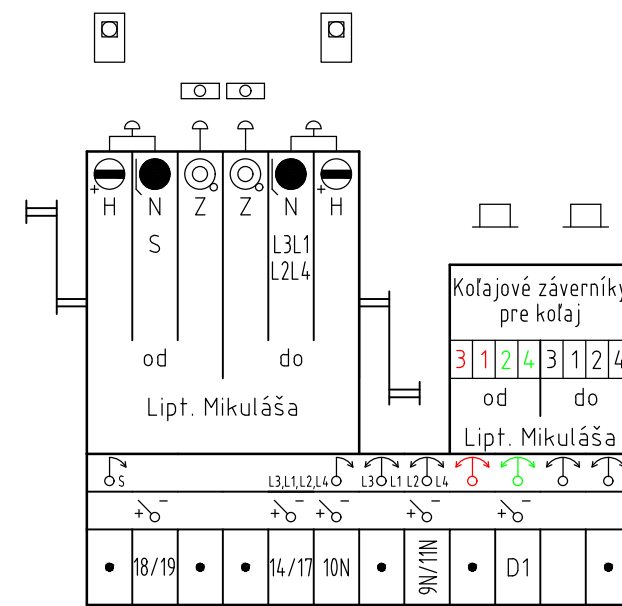 H N Z Z N H
S L3L1
L2L4
od do
Lipt. Mikuláša
Koľajové záverníky
pre koľaj
3 1 2 4 3 1 2 4
od do
Lipt. Mikuláša
S L3,L1,L2,L4 L3 L1 L2 L4
18/19 14/17 10N 9N/11N D1